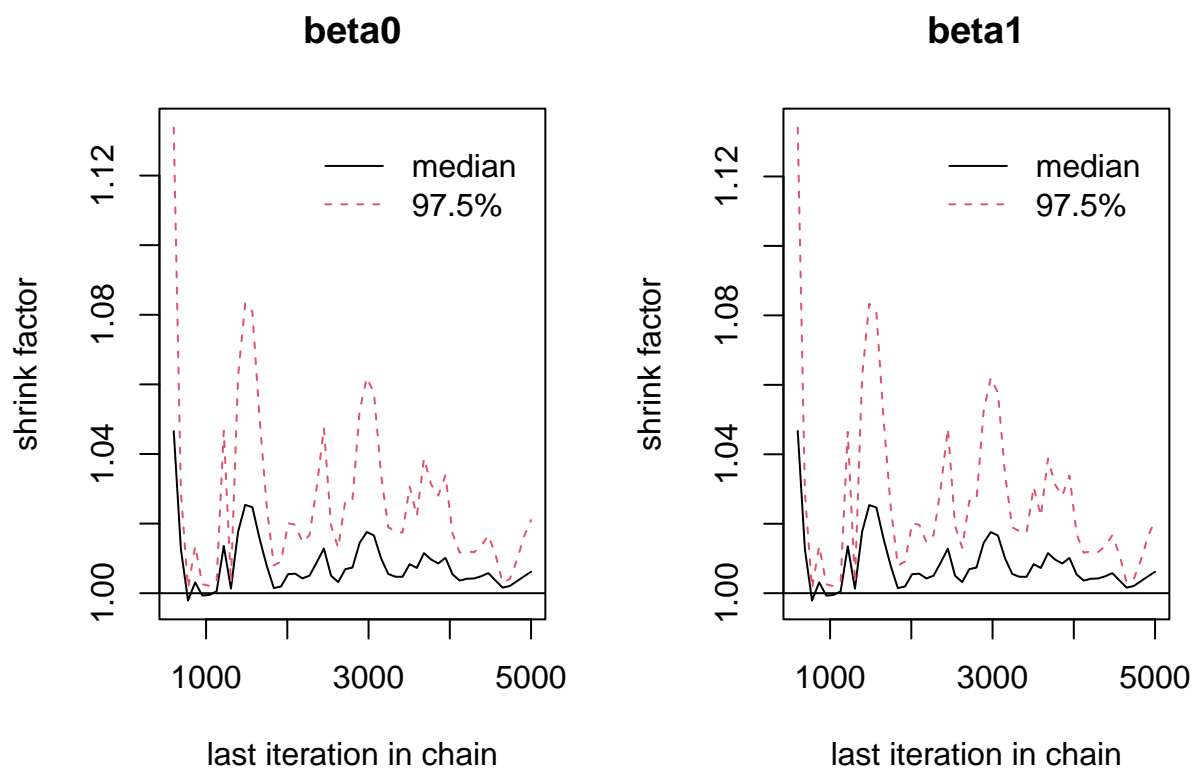 beta0
shrink factor
1.00
1.04
1.08
1.12
median
97.5%
1000
3000
5000
last iteration in chain
beta1
shrink factor
1.00
1.04
1.08
1.12
median
97.5%
1000
3000
5000
last iteration in chain